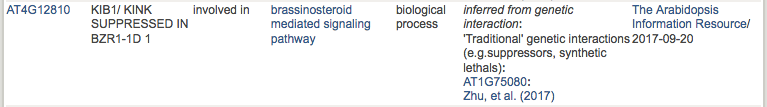 AT4G12810 KIB1/ KINK involved in brassinosteroid biological inferred from genetic The Arabidopsis
SUPPRESSED IN mediated signaling process interaction: Information Resource/
BZR1-1D 1 pathway 'Traditional' genetic interactions 2017-09-20
(e.g.suppressors, synthetic
lethals):
AT1G75080:
Zhu, et al. (2017)